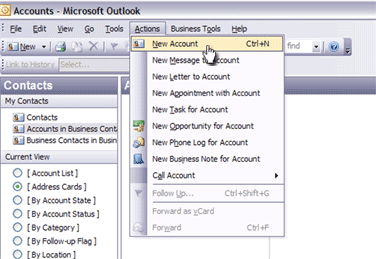 Accounts - Microsoft Outlook
File Edit View Go Tools Actions Business Tools Help
New find
Link to History Select...
New Account Ctrl+N
New Message to Account
New Letter to Account
New Appointment with Account
New Task for Account
New Opportunity for Account
New Phone Log for Account
New Business Note for Account
Call Account
Follow Up... Ctrl+Shift+G
Forward as vCard
Forward Ctrl+F
Contacts
My Contacts
Contacts
Accounts in Business Cont
Business Contacts in Busin
Current View
[ Account List ]
[ Address Cards ]
[ By Account State ]
[ By Account Status ]
[ By Category ]
[ By Follow-up Flag ]
[ By Location ]